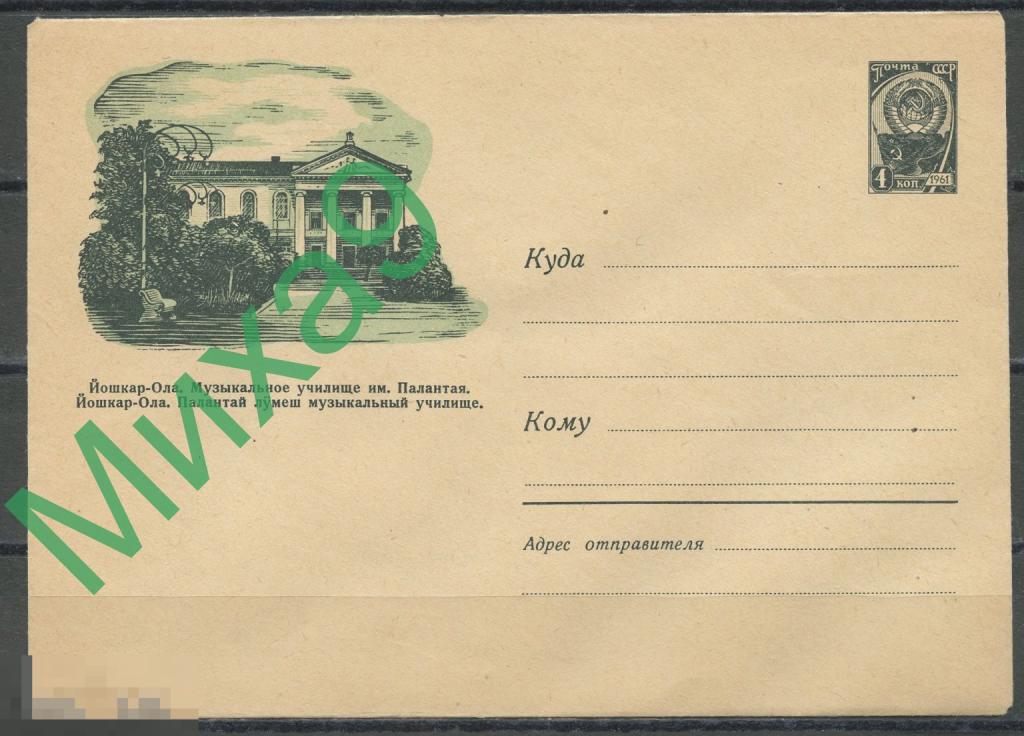 Почта СССР
4 коп 1961
Йошкар-Ола. Музыкальное училище им. Палантая.
Йошкар-Ола. Палантай лӱмеш музыкальный училище.
Куда
Кому
Адрес отправителя
Миха9